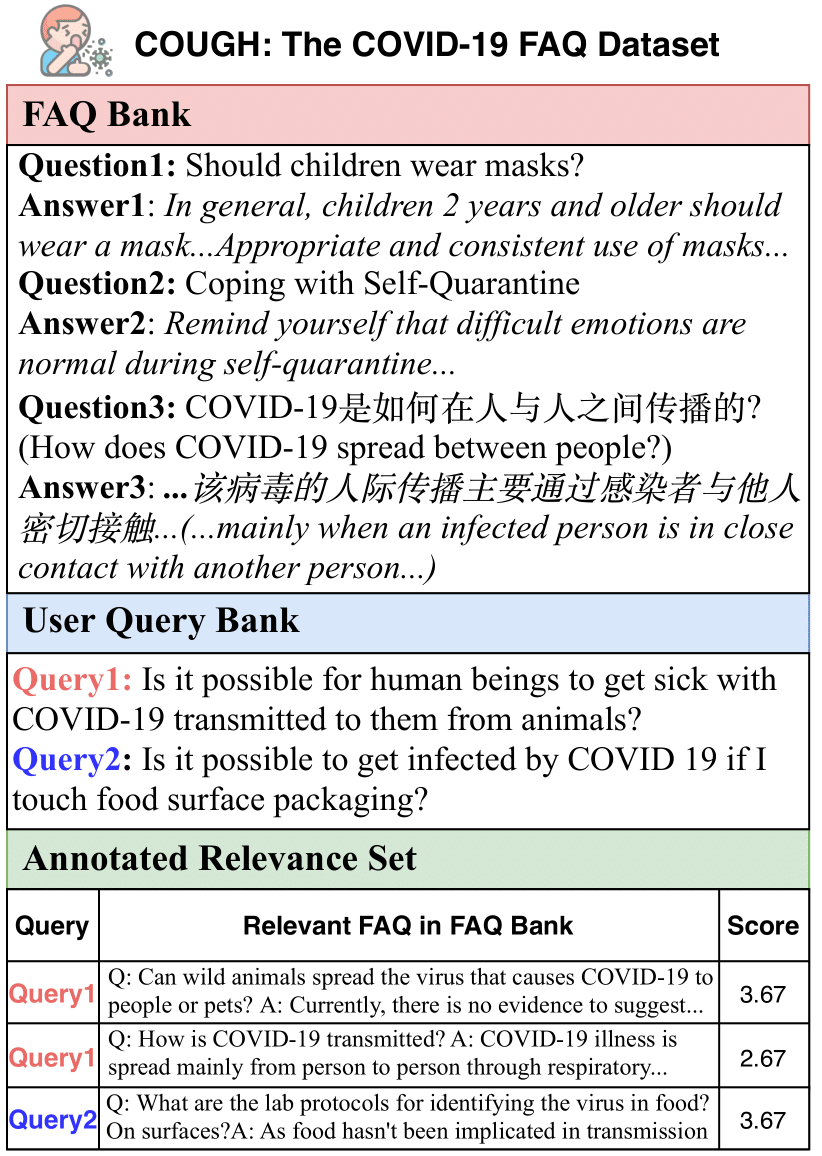 COUGH: The COVID-19 FAQ Dataset
FAQ Bank
Question1: Should children wear masks?
Answer1: In general, children 2 years and older should
wear a mask...Appropriate and consistent use of masks...
Question2: Coping with Self-Quarantine
Answer2: Remind yourself that difficult emotions are
normal during self-quarantine...
Question3: COVID-19是如何在人与人之间传播的?
(How does COVID-19 spread between people?)
Answer3: ...该病毒的人际传播主要通过感染者与他人
密切接触...(...mainly when an infected person is in close
contact with another person...)
User Query Bank
Query1: Is it possible for human beings to get sick with
COVID-19 transmitted to them from animals?
Query2: Is it possible to get infected by COVID 19 if I
touch food surface packaging?
Annotated Relevance Set
Query Relevant FAQ in FAQ Bank Score
Query1 Q: Can wild animals spread the virus that causes COVID-19 to
people or pets? A: Currently, there is no evidence to suggest... 3.67
Query1 Q: How is COVID-19 transmitted? A: COVID-19 illness is
spread mainly from person to person through respiratory... 2.67
Query2 Q: What are the lab protocols for identifying the virus in food?
On surfaces?A: As food hasn't been implicated in transmission 3.67